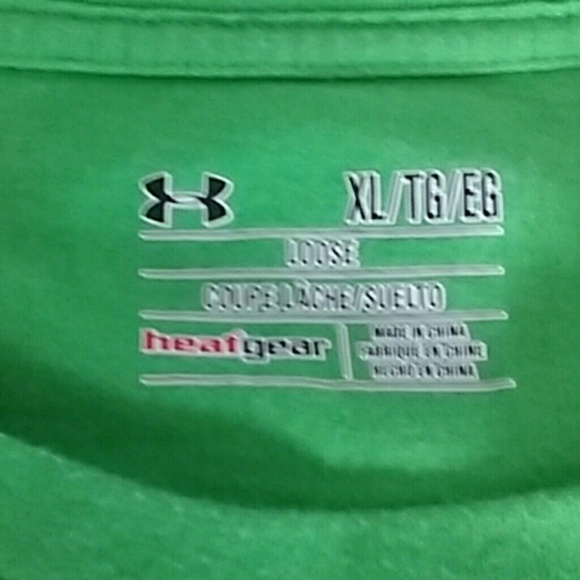 XL/TG/EG
LOOSE
COUPE LÂCHE/SUELTO
heatgear
MADE IN CHINA
FABRIQUÉ EN CHINE
HECHO EN CHINA